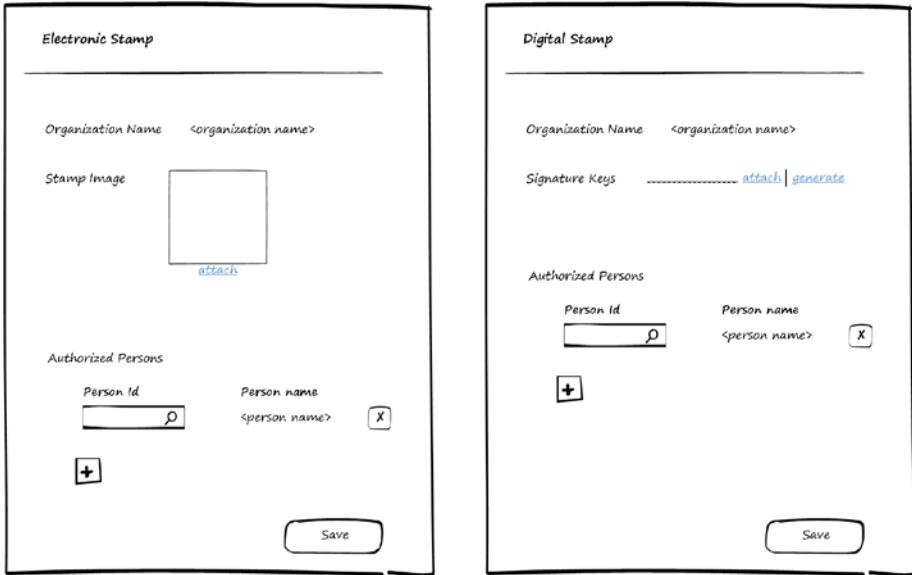 Electronic Stamp
Organization Name <organization name>
Stamp Image
attach
Authorized Persons
Person Id Person name
<person name> X
+
Save
Digital Stamp
Organization Name <organization name>
Signature Keys attach | generate
Authorized Persons
Person Id Person name
<person name> X
+
Save